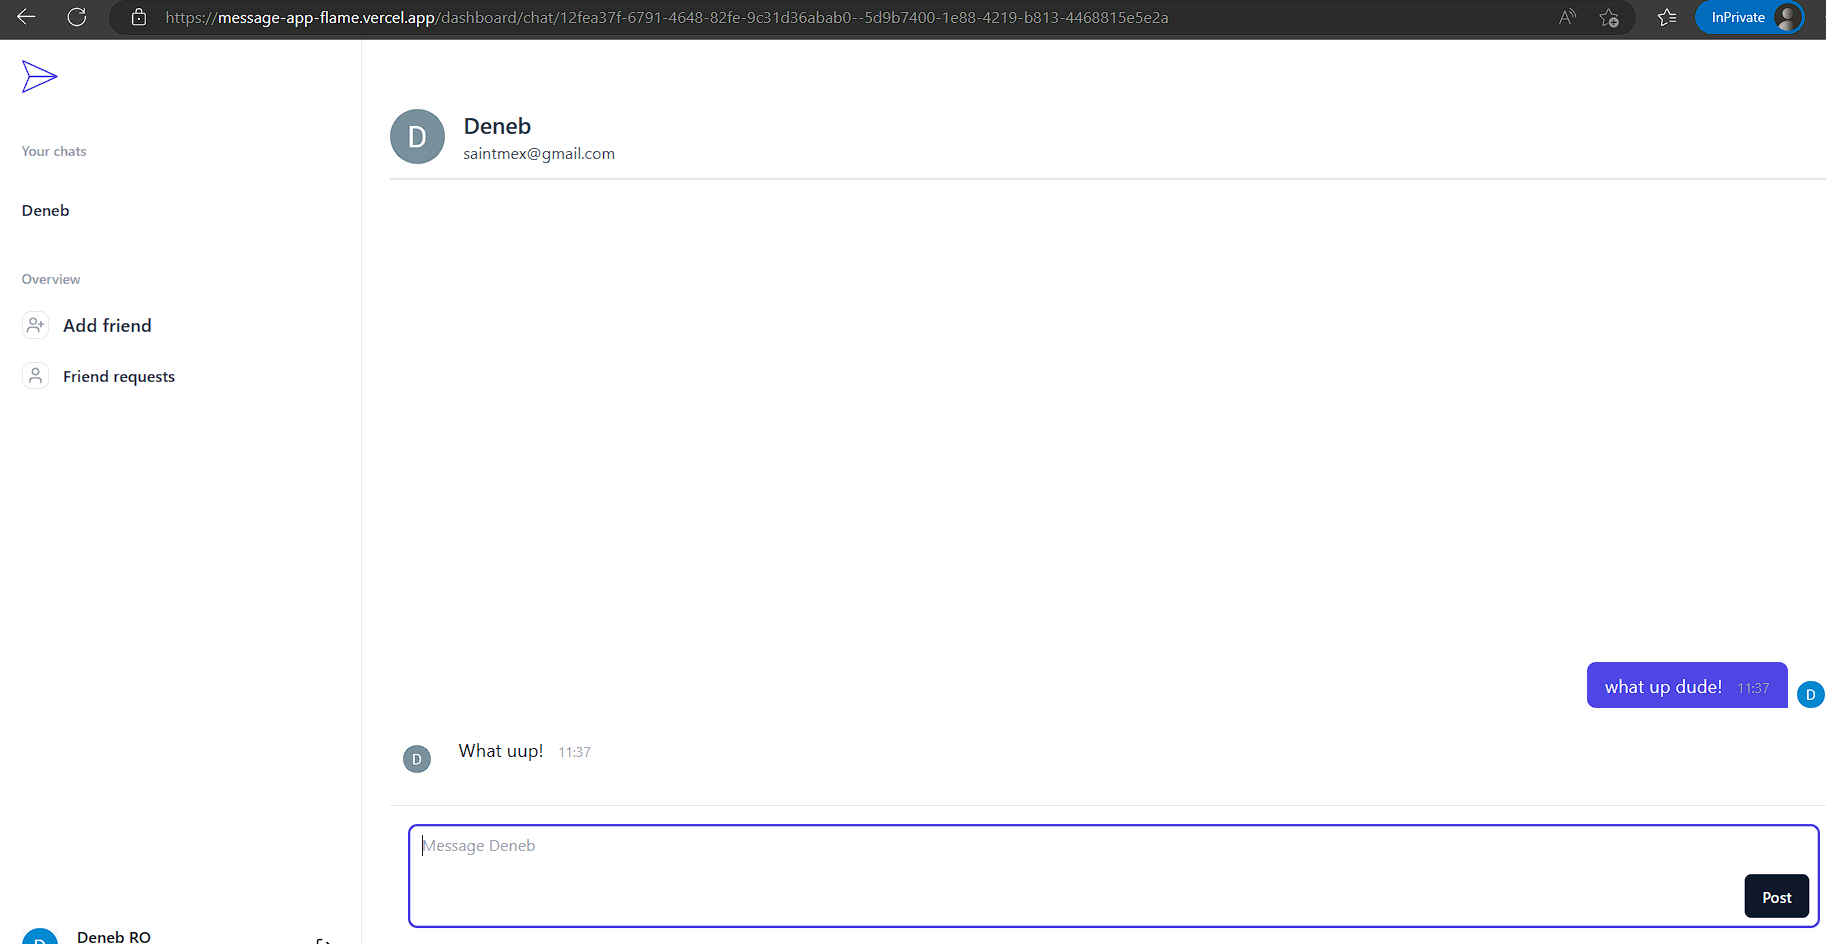 https://message-app-flame.vercel.app/dashboard/chat/12fea37f-6791-4648-82fe-9c31d36abab0--5d9b7400-1e88-4219-b813-4468815e5e2a
InPrivate
Your chats
Deneb
Overview
Add friend
Friend requests
D
Deneb RO
D
Deneb
saintmex@gmail.com
what up dude! 11:37
D
D
What uup! 11:37
Message Deneb
Post